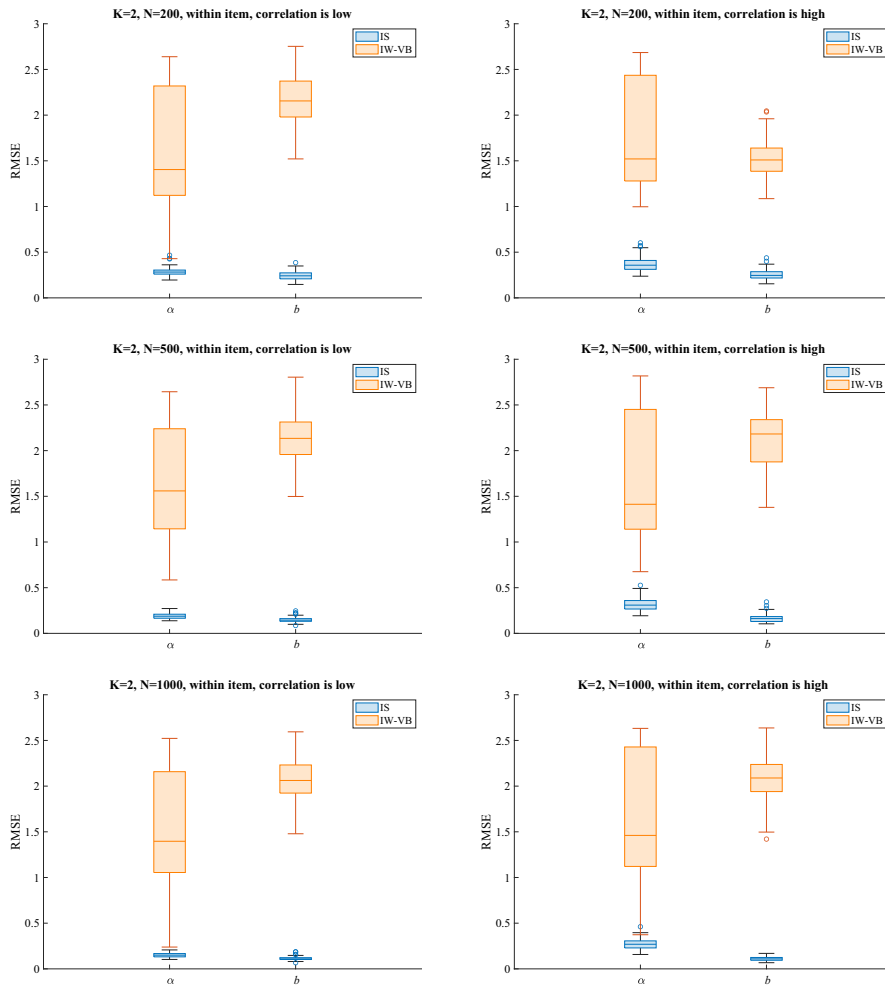 K=2, N=200, within item, correlation is low
IS
IW-VB
RMSE
3
2.5
2
1.5
1
0.5
0
α
b
K=2, N=200, within item, correlation is high
IS
IW-VB
RMSE
3
2.5
2
1.5
1
0.5
0
α
b
K=2, N=500, within item, correlation is low
IS
IW-VB
RMSE
3
2.5
2
1.5
1
0.5
0
α
b
K=2, N=500, within item, correlation is high
IS
IW-VB
RMSE
3
2.5
2
1.5
1
0.5
0
α
b
K=2, N=1000, within item, correlation is low
IS
IW-VB
RMSE
3
2.5
2
1.5
1
0.5
0
α
b
K=2, N=1000, within item, correlation is high
IS
IW-VB
RMSE
3
2.5
2
1.5
1
0.5
0
α
b